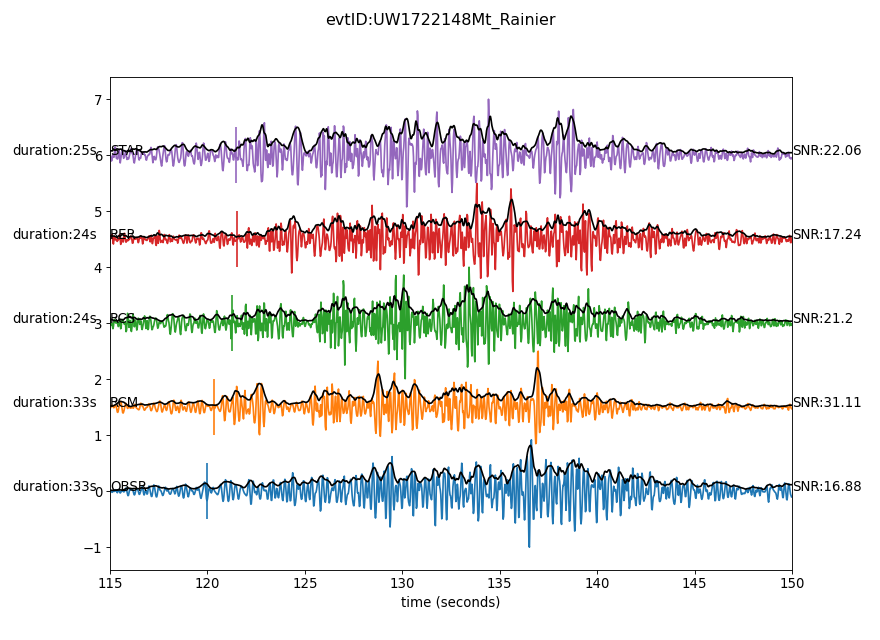 evtID:UW1722148Mt_Rainier
7
duration:25s STAR SNR:22.06
6
5
duration:24s RER SNR:17.24
4
duration:24s RCS SNR:21.2
3
2
duration:33s RCM SNR:31.11
1
duration:33s OBSR SNR:16.88
0
−1
115 120 125 130 135 140 145 150
time (seconds)